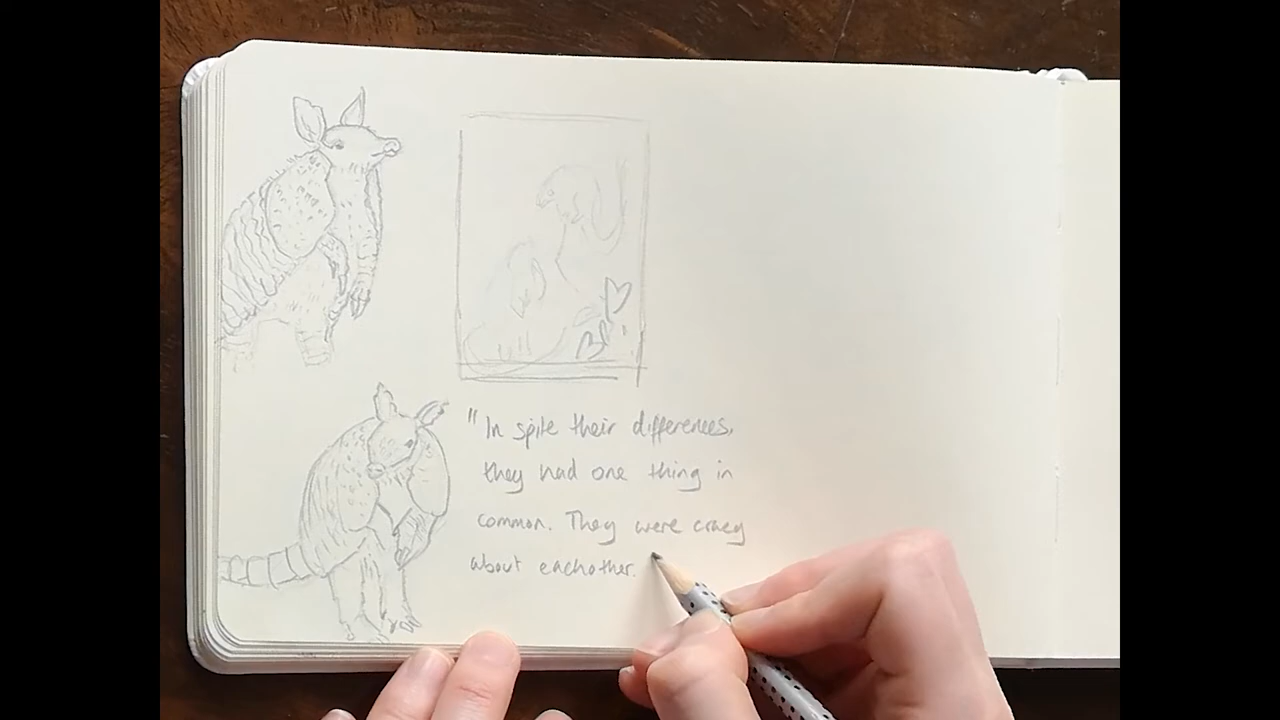 "In spite their differences,
they had one thing in
common. They were crazy
about eachother.